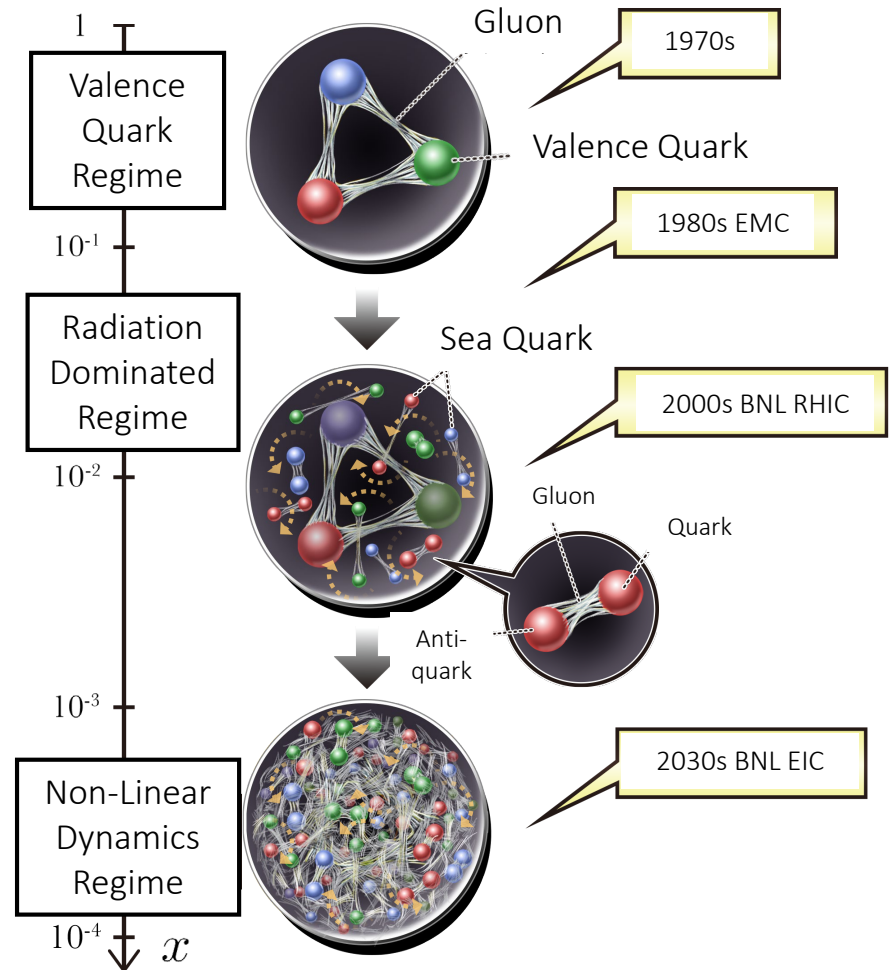 1
Valence
Quark
Regime
10⁻¹
Radiation
Dominated
Regime
10⁻²
10⁻³
Non-Linear
Dynamics
Regime
10⁻⁴
x
Gluon
Valence Quark
1970s
1980s EMC
Sea Quark
2000s BNL RHIC
Gluon
Quark
Anti-
quark
2030s BNL EIC